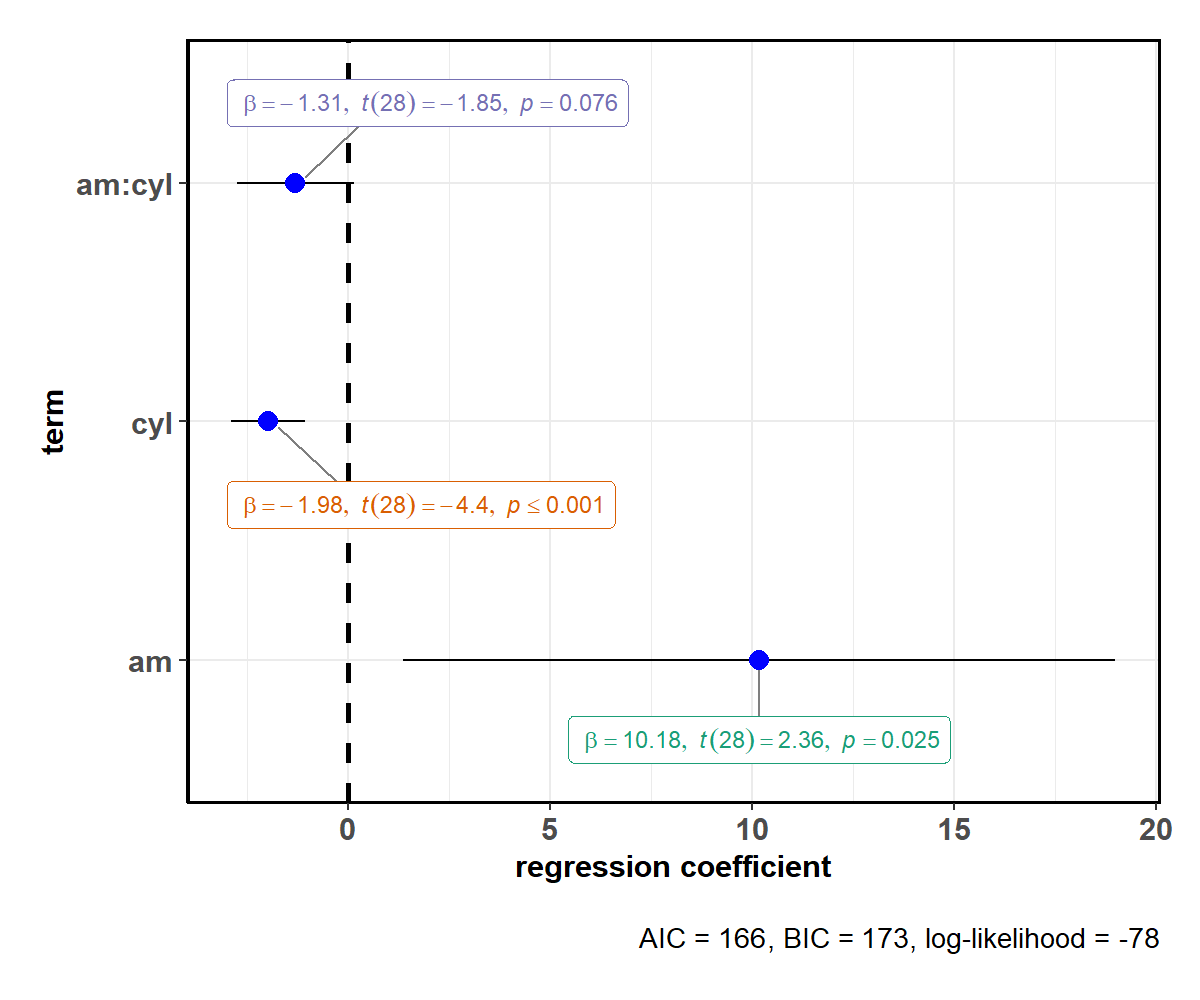 β = −1.31, t(28) = −1.85, p = 0.076
am:cyl
term
cyl
β = −1.98, t(28) = −4.4, p ≤ 0.001
am
β = 10.18, t(28) = 2.36, p = 0.025
0 5 10 15 20
regression coefficient
AIC = 166, BIC = 173, log-likelihood = -78